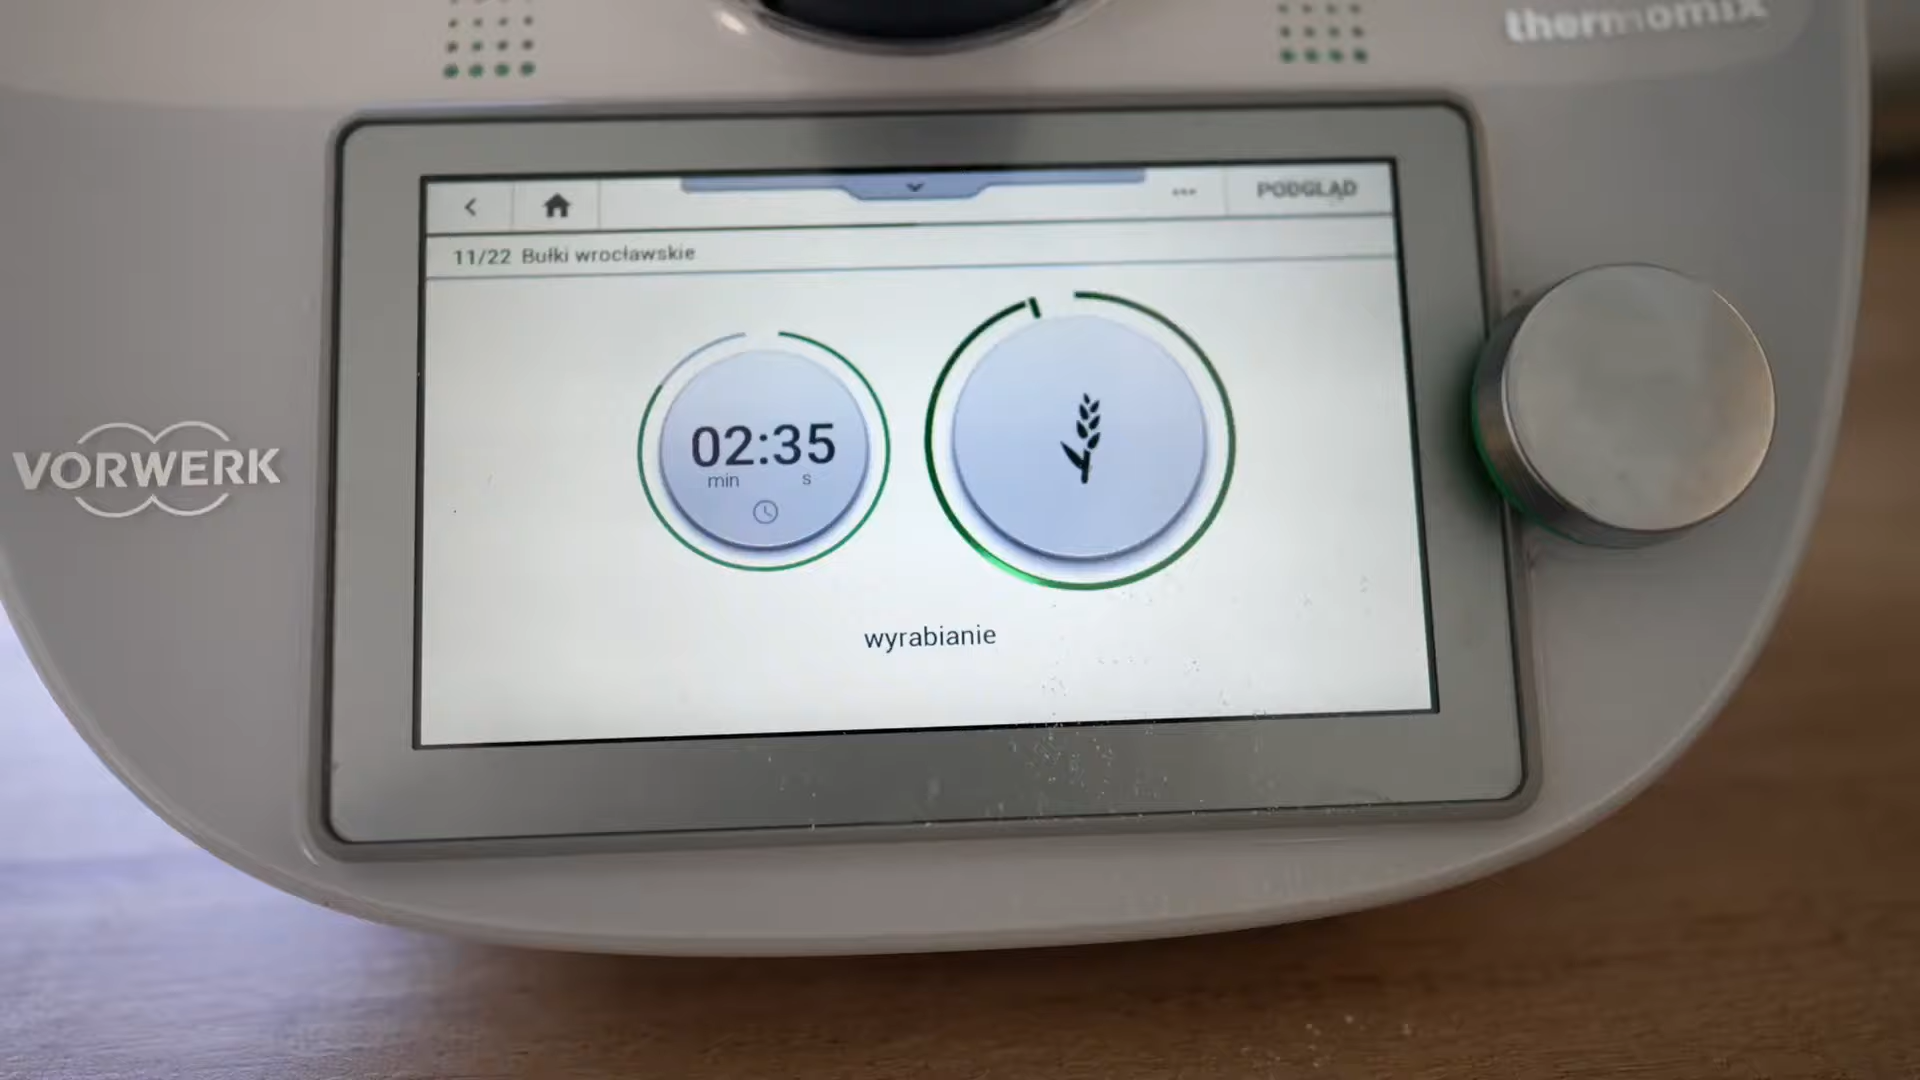 thermomix
PODGLĄD
11/22 Bułki wrocławskie
02:35
min s
VORWERK
wyrabianie